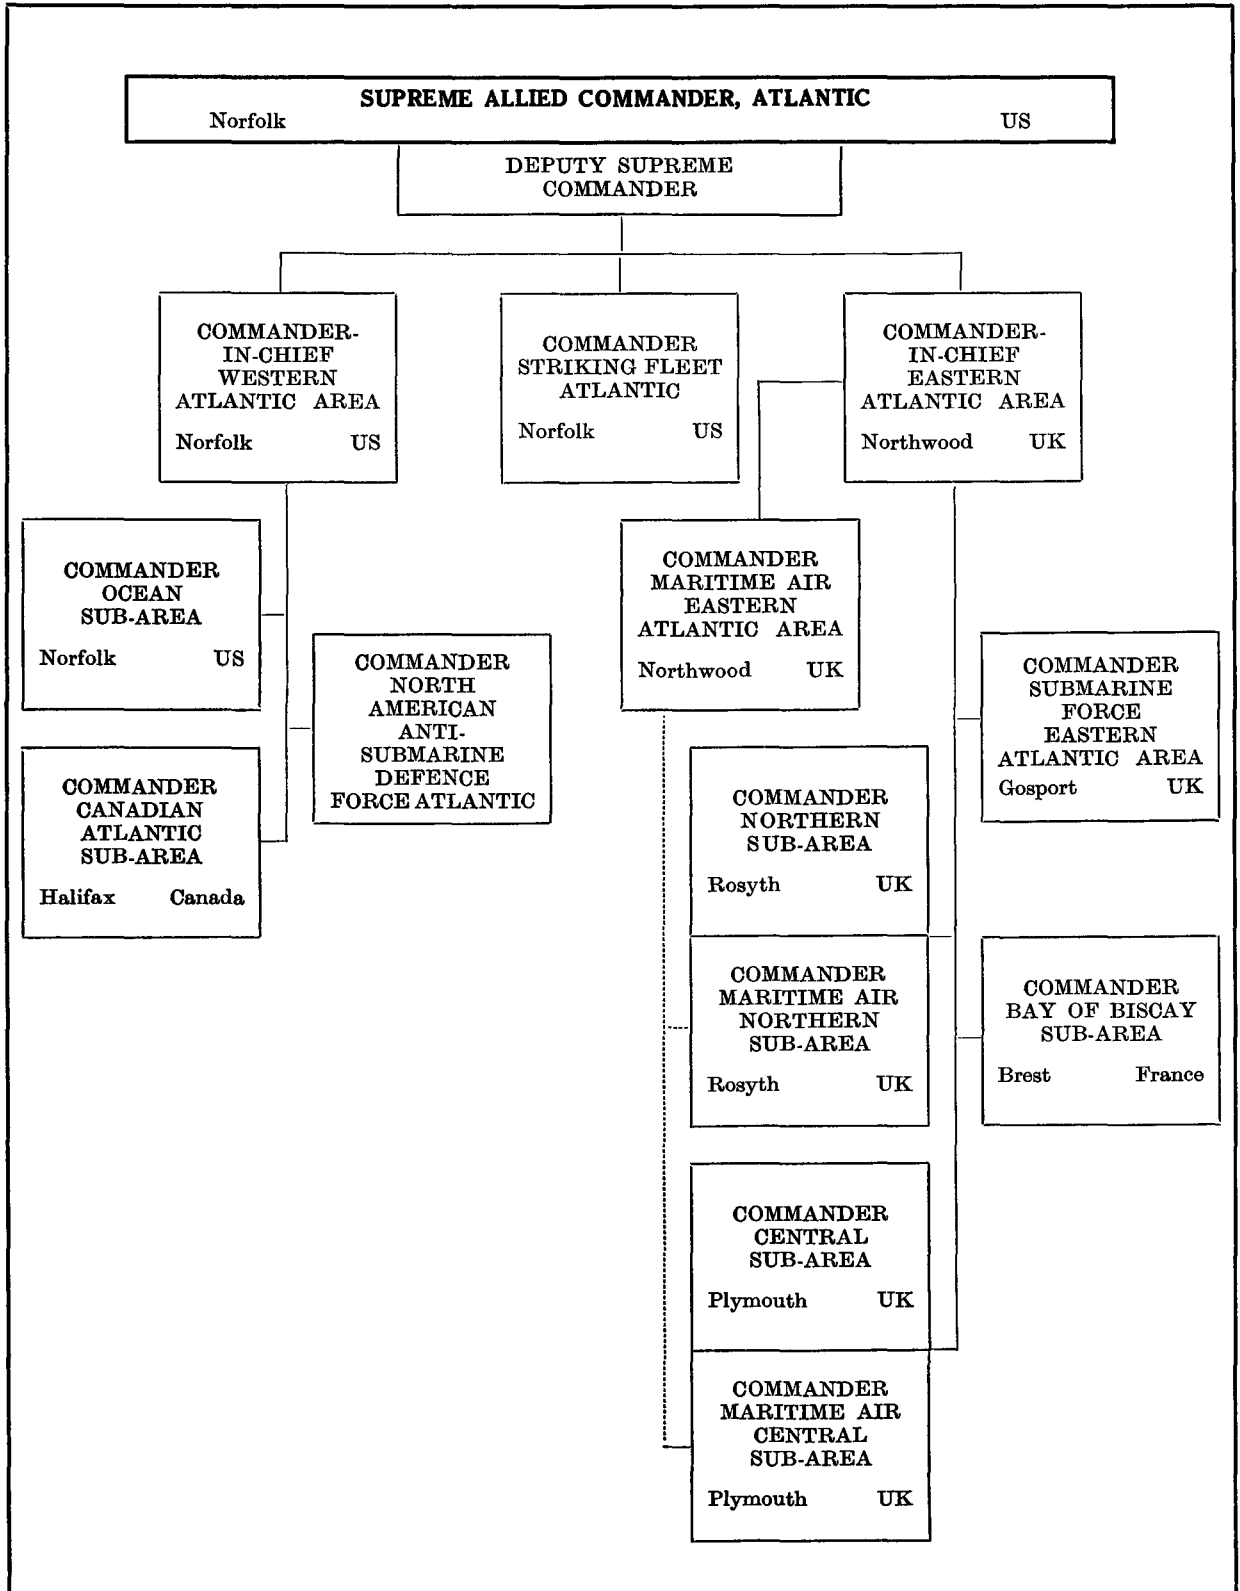 SUPREME ALLIED COMMANDER, ATLANTIC
Norfolk US
DEPUTY SUPREME
COMMANDER
COMMANDER-
IN-CHIEF
WESTERN
ATLANTIC AREA
Norfolk US
COMMANDER
STRIKING FLEET
ATLANTIC
Norfolk US
COMMANDER-
IN-CHIEF
EASTERN
ATLANTIC AREA
Northwood UK
COMMANDER
OCEAN
SUB-AREA
Norfolk US
COMMANDER
NORTH
AMERICAN
ANTI-
SUBMARINE
DEFENCE
FORCE ATLANTIC
COMMANDER
CANADIAN
ATLANTIC
SUB-AREA
Halifax Canada
COMMANDER
MARITIME AIR
EASTERN
ATLANTIC AREA
Northwood UK
COMMANDER
SUBMARINE
FORCE
EASTERN
ATLANTIC AREA
Gosport UK
COMMANDER
NORTHERN
SUB-AREA
Rosyth UK
COMMANDER
MARITIME AIR
NORTHERN
SUB-AREA
Rosyth UK
COMMANDER
BAY OF BISCAY
SUB-AREA
Brest France
COMMANDER
CENTRAL
SUB-AREA
Plymouth UK
COMMANDER
MARITIME AIR
CENTRAL
SUB-AREA
Plymouth UK